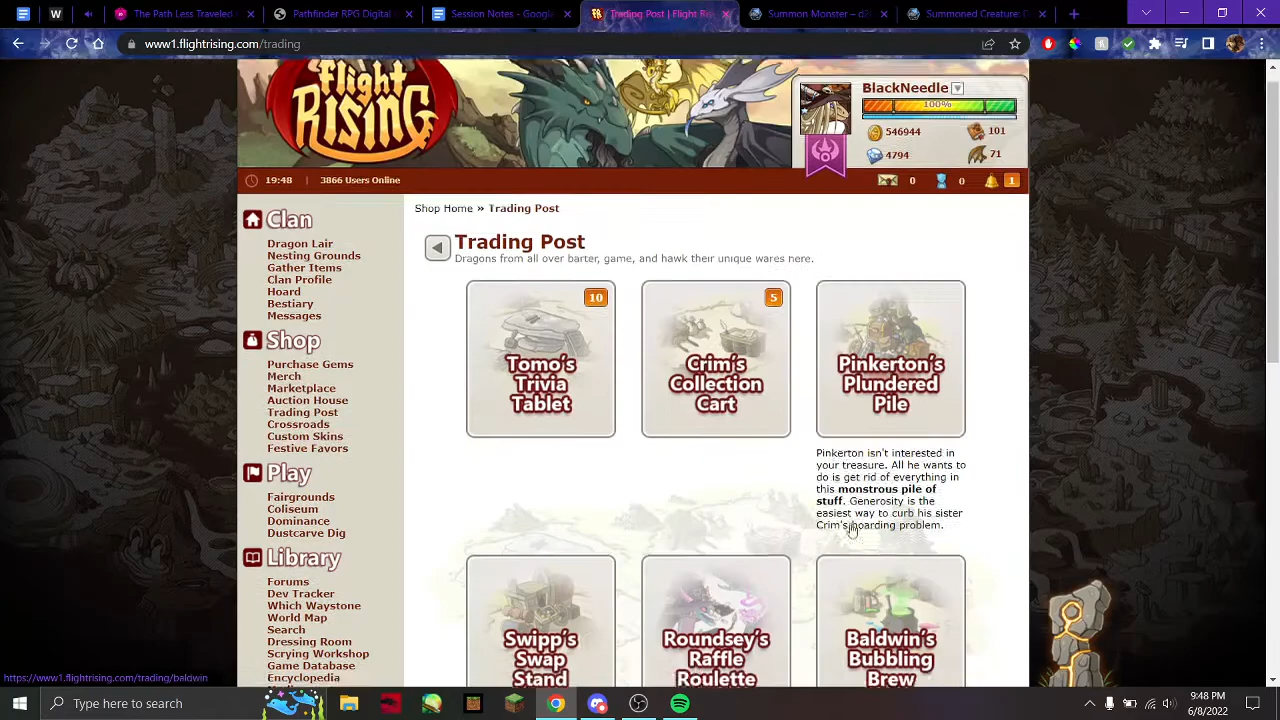 The Path Less Traveled
Pathfinder RPG Digital
Session Notes - Google
Trading Post | Flight Ris
Summon Monster – d2
Summoned Creature: E
www1.flightrising.com/trading
flight
RISING
BlackNeedle
100%
546944
101
4794
71
19:48 | 3866 Users Online
0
0
1
Clan
Dragon Lair
Nesting Grounds
Gather Items
Clan Profile
Hoard
Bestiary
Messages
Shop
Purchase Gems
Merch
Marketplace
Auction House
Trading Post
Crossroads
Custom Skins
Festive Favors
Play
Fairgrounds
Coliseum
Dominance
Dustcarve Dig
Library
Forums
Dev Tracker
Which Waystone
World Map
Search
Dressing Room
Scrying Workshop
Game Database
Encyclopedia
Shop Home » Trading Post
Trading Post
Dragons from all over barter, game, and hawk their unique wares here.
10
Tomo's
Trivia
Tablet
5
Crim's
Collection
Cart
Pinkerton's
Plundered
Pile
Pinkerton isn't interested in
your treasure. All he wants to
do is get rid of everything in
this monstrous pile of
stuff. Generosity is the
easiest way to curb his sister
Crim's hoarding problem.
Swipp's
Swap
Stand
Roundsey's
Raffle
Roulette
Baldwin's
Bubbling
Brew
https://www1.flightrising.com/trading/baldwin
Type here to search
9:48 PM
6/8/2022